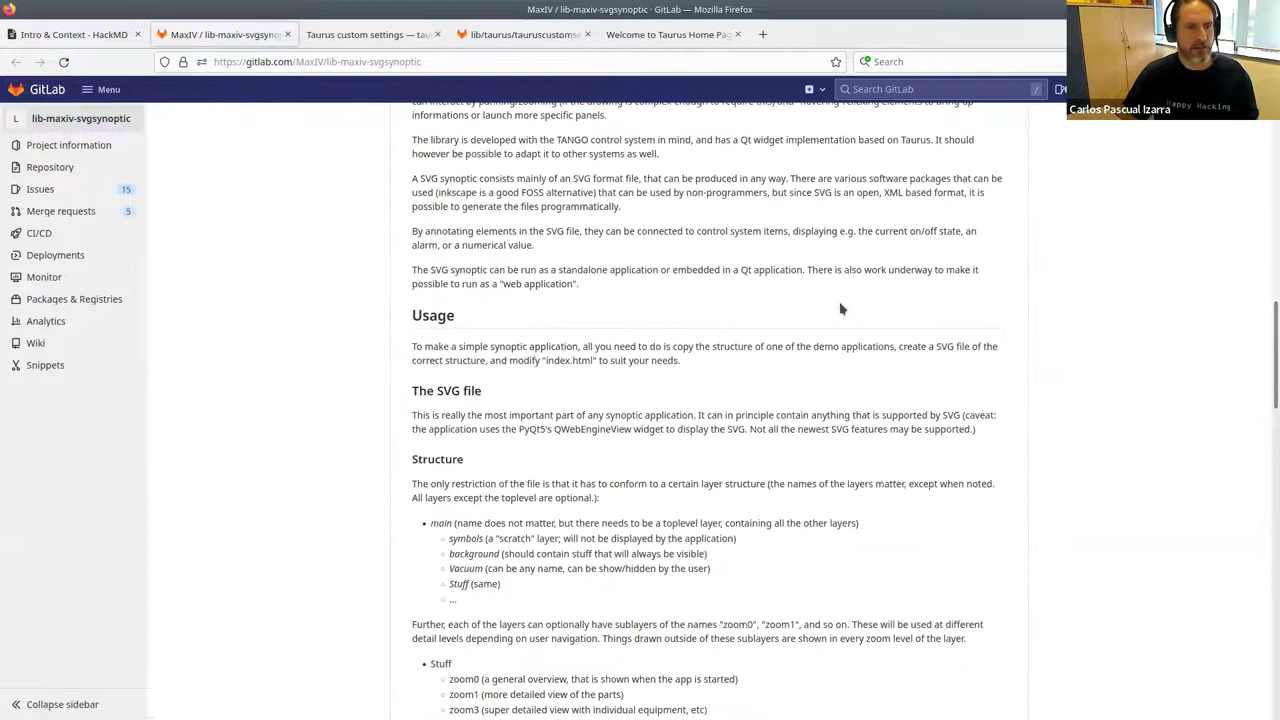 MaxIV / lib-maxiv-svgsynoptic · GitLab — Mozilla Firefox
Intro & Context - HackMD
MaxIV / lib-maxiv-svgsynop
Taurus custom settings — tau
lib/taurus/tauruscustomse
Welcome to Taurus Home Pag
https://gitlab.com/MaxIV/lib-maxiv-svgsynoptic
Search
GitLab
Menu
Search GitLab
/
Carlos Pascual Izarra
Happy Hacking
L lib-maxiv-svgsynoptic
Project information
Repository
Issues 15
Merge requests 5
CI/CD
Deployments
Monitor
Packages & Registries
Analytics
Wiki
Snippets
Collapse sidebar
can interact by panning/zooming (if the drawing is complex enough to require this) and "hovering"/clicking elements to bring up
informations or launch more specific panels.
The library is developed with the TANGO control system in mind, and has a Qt widget implementation based on Taurus. It should
however be possible to adapt it to other systems as well.
A SVG synoptic consists mainly of an SVG format file, that can be produced in any way. There are various software packages that can be
used (inkscape is a good FOSS alternative) that can be used by non-programmers, but since SVG is an open, XML based format, it is
possible to generate the files programmatically.
By annotating elements in the SVG file, they can be connected to control system items, displaying e.g. the current on/off state, an
alarm, or a numerical value.
The SVG synoptic can be run as a standalone application or embedded in a Qt application. There is also work underway to make it
possible to run as a "web application".
Usage
To make a simple synoptic application, all you need to do is copy the structure of one of the demo applications, create a SVG file of the
correct structure, and modify "index.html" to suit your needs.
The SVG file
This is really the most important part of any synoptic application. It can in principle contain anything that is supported by SVG (caveat:
the application uses the PyQt5's QWebEngineView widget to display the SVG. Not all the newest SVG features may be supported.)
Structure
The only restriction of the file is that it has to conform to a certain layer structure (the names of the layers matter, except when noted.
All layers except the toplevel are optional.):
• main (name does not matter, but there needs to be a toplevel layer, containing all the other layers)
○ symbols (a "scratch" layer; will not be displayed by the application)
○ background (should contain stuff that will always be visible)
○ Vacuum (can be any name, can be show/hidden by the user)
○ Stuff (same)
○ ...
Further, each of the layers can optionally have sublayers of the names "zoom0", "zoom1", and so on. These will be used at different
detail levels depending on user navigation. Things drawn outside of these sublayers are shown in every zoom level of the layer.
• Stuff
○ zoom0 (a general overview, that is shown when the app is started)
○ zoom1 (more detailed view of the parts)
○ zoom3 (super detailed view with individual equipment, etc)